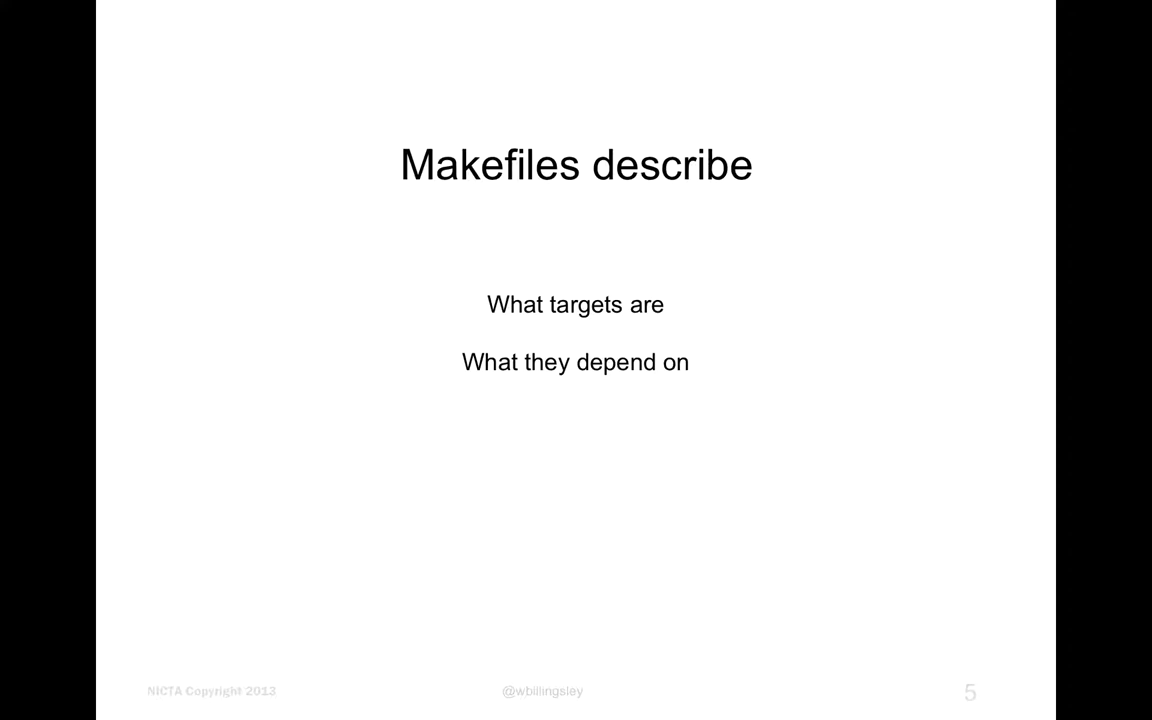 Makefiles describe
What targets are
What they depend on
NICTA Copyright 2013
@wbillingsley
5